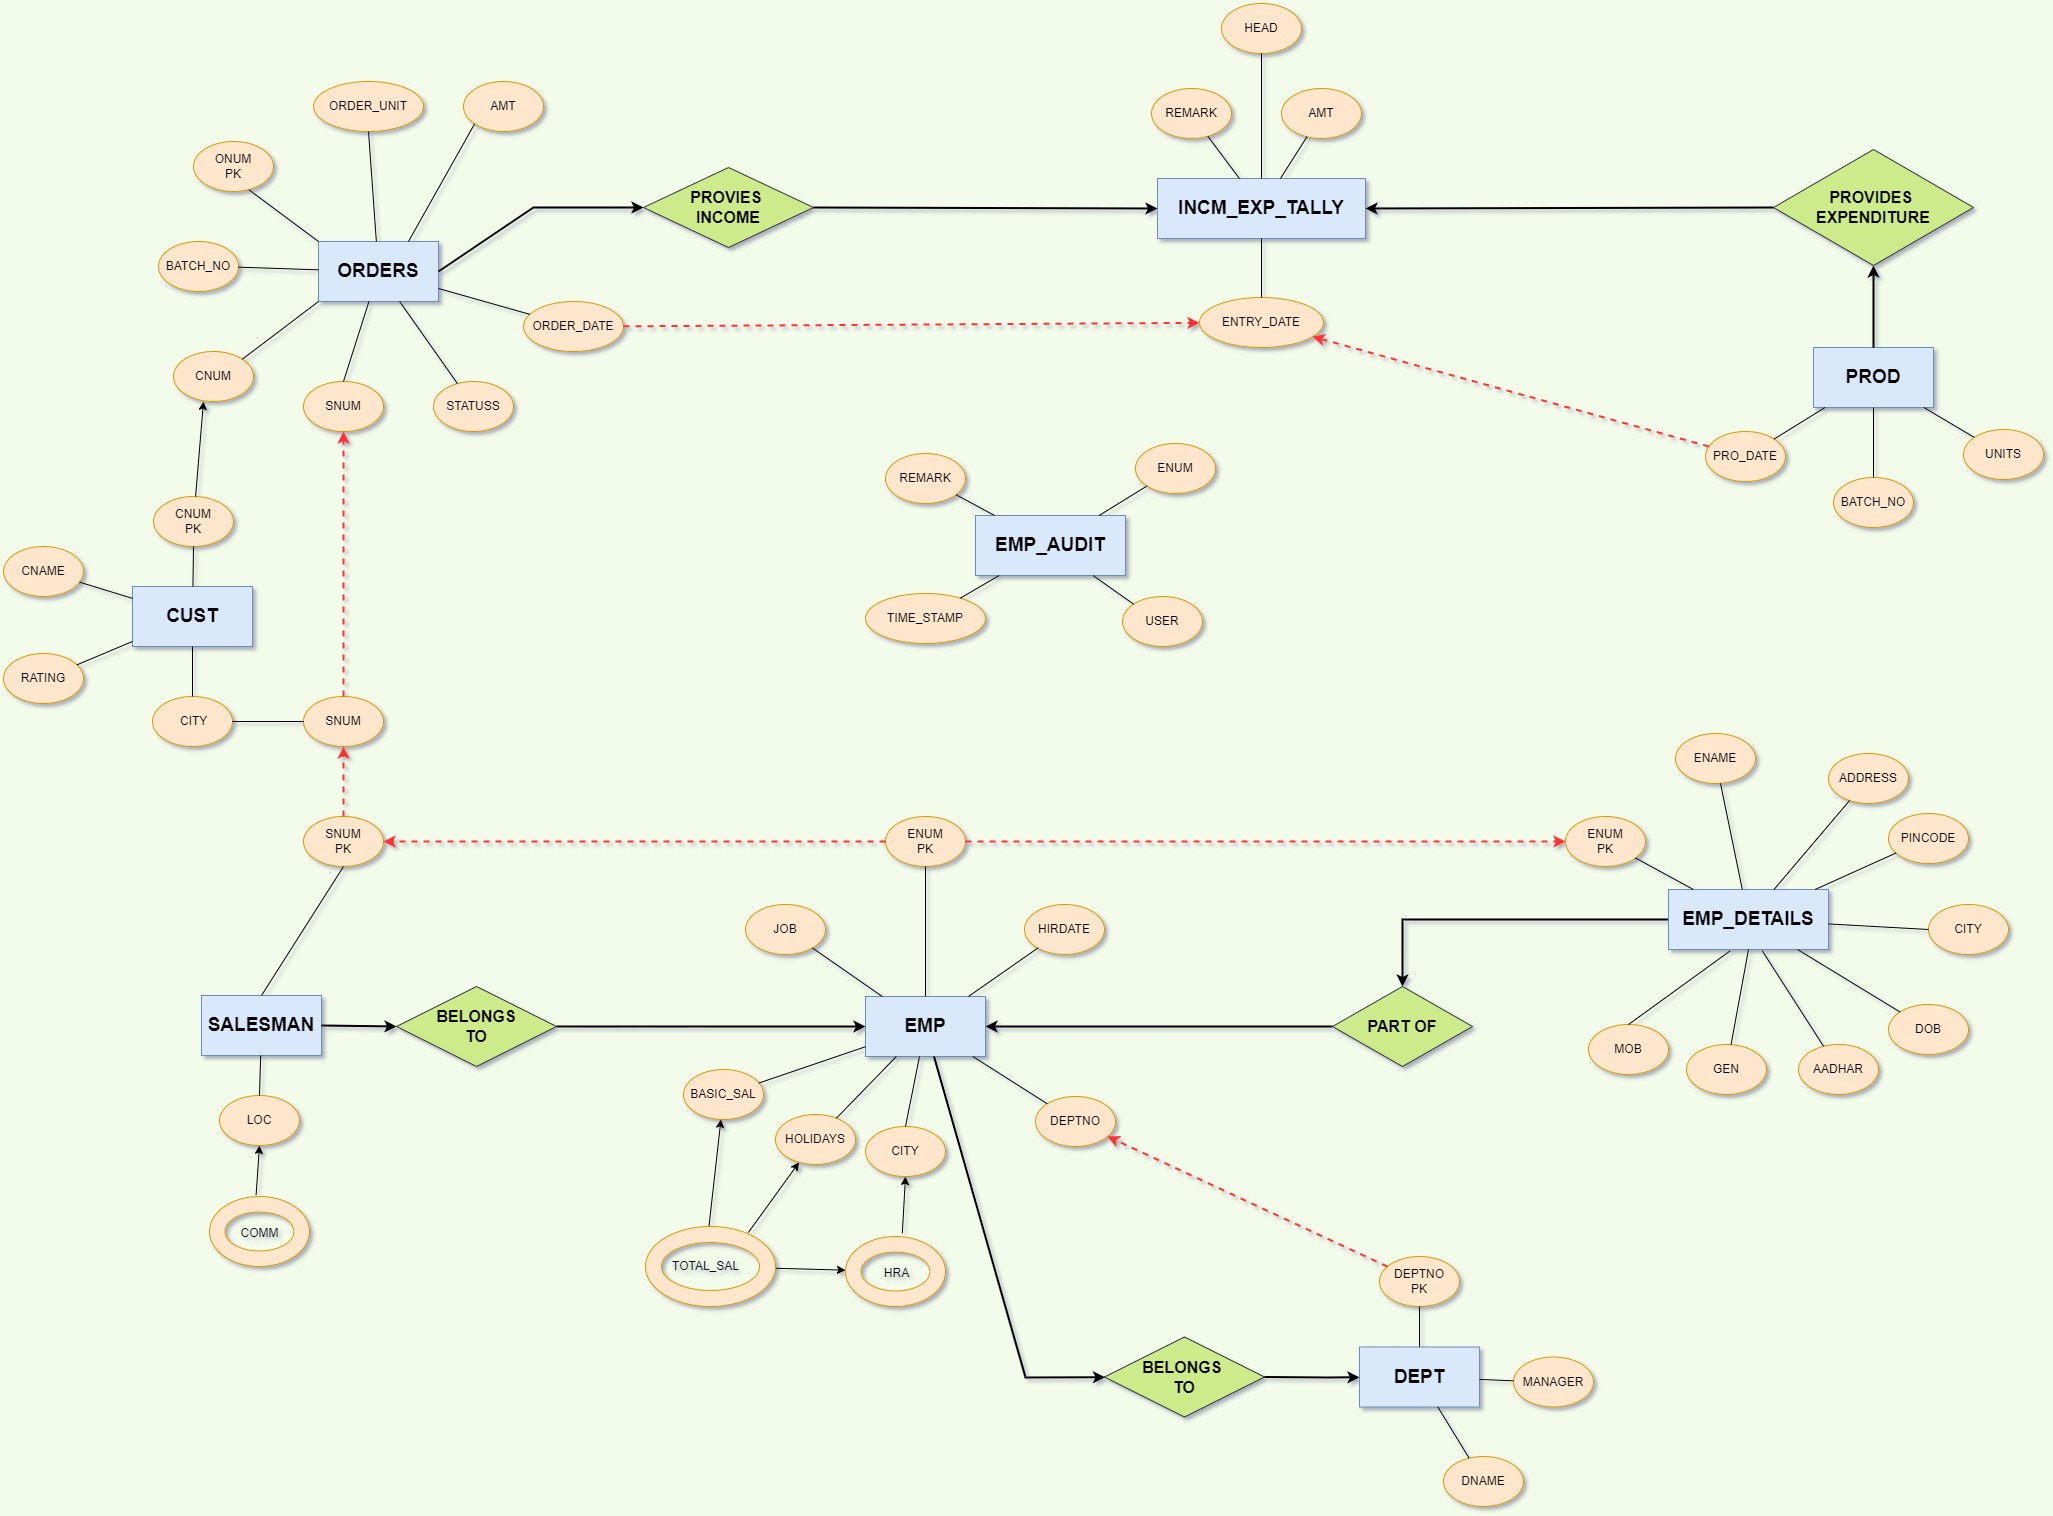 HEAD
ORDER_UNIT
AMT
REMARK
AMT
ONUM
PK
PROVIES
INCOME
INCM_EXP_TALLY
PROVIDES
EXPENDITURE
BATCH_NO
ORDERS
ORDER_DATE
ENTRY_DATE
CNUM
SNUM
STATUSS
PROD
PRO_DATE
UNITS
BATCH_NO
REMARK
ENUM
EMP_AUDIT
TIME_STAMP
USER
CNUM
PK
CNAME
CUST
RATING
CITY
SNUM
SNUM
PK
ENUM
PK
ENUM
PK
ENAME
ADDRESS
PINCODE
EMP_DETAILS
CITY
DOB
MOB
GEN
AADHAR
JOB
HIRDATE
SALESMAN
BELONGS
TO
EMP
PART OF
LOC
COMM
BASIC_SAL
HOLIDAYS
CITY
DEPTNO
TOTAL_SAL
HRA
DEPTNO
PK
BELONGS
TO
DEPT
MANAGER
DNAME